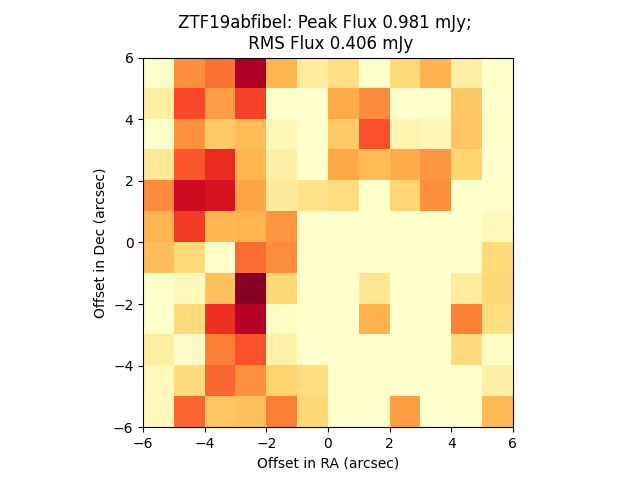 ZTF19abfibel: Peak Flux 0.981 mJy;
RMS Flux 0.406 mJy
6
4
2
0
−2
−4
−6
Offset in Dec (arcsec)
−6 −4 −2 0 2 4 6
Offset in RA (arcsec)